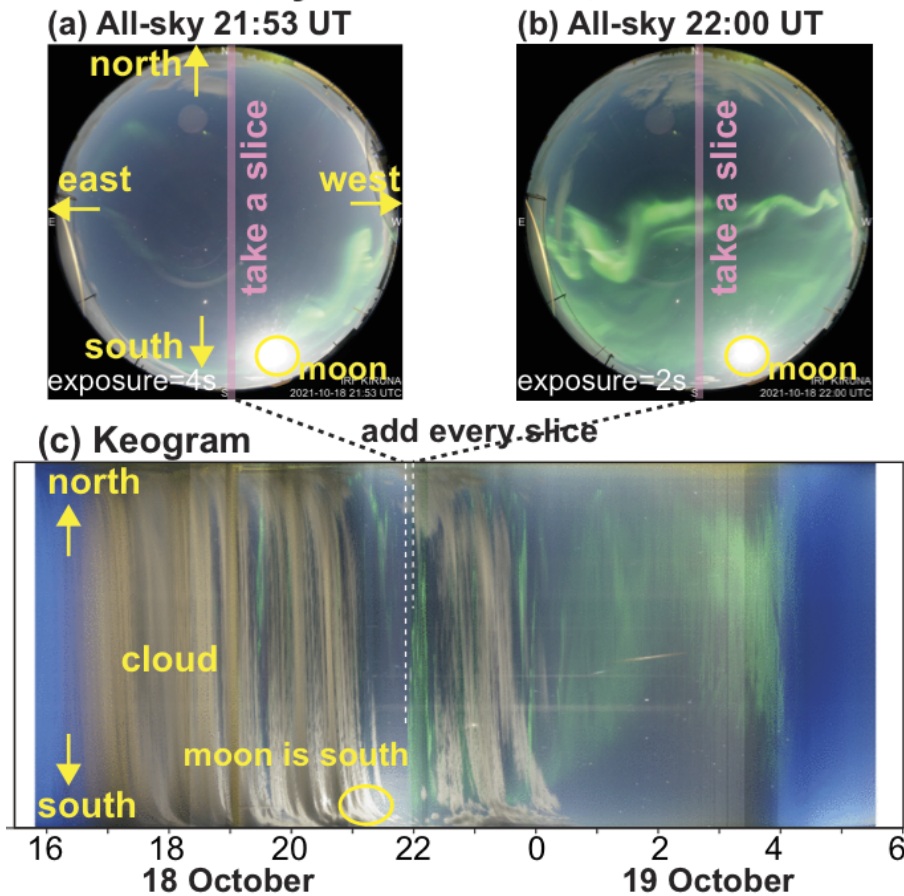 (a) All-sky 21:53 UT
(b) All-sky 22:00 UT
N
north
take a slice
east
west
E
W
south
moon
exposure=4s
S
IRF KIRUNA
2021-10-18 21:53 UTC
N
take a slice
E
W
moon
exposure=2s
S
IRF KIRUNA
2021-10-18 22:00 UTC
add every slice
(c) Keogram
north
cloud
moon is south
south
16 18 20 22 0 2 4 6
18 October 19 October